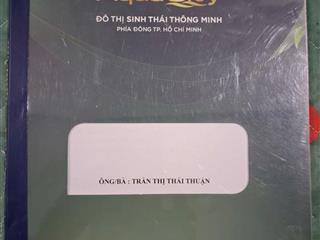 ĐÔ THỊ SINH THÁI THÔNG MINH
PHÍA ĐÔNG TP. HỒ CHÍ MINH
ÔNG/BÀ : TRẦN THỊ THÁI THUẬN